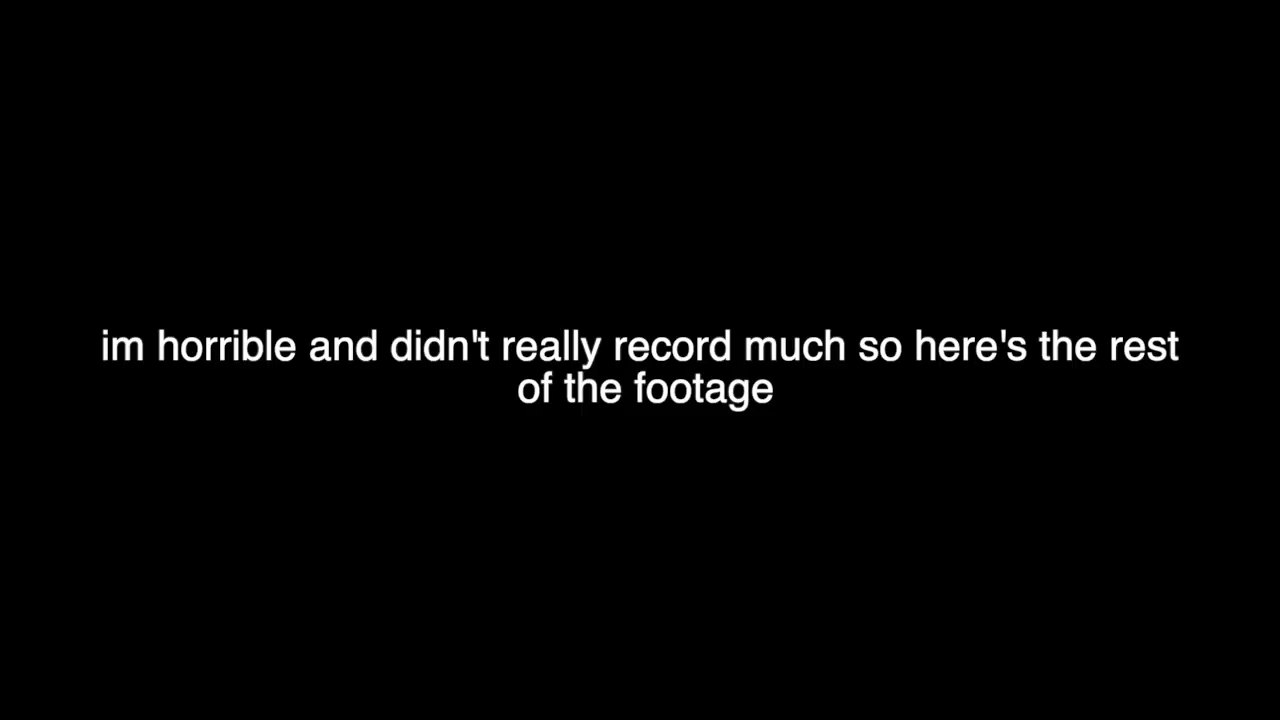 im horrible and didn't really record much so here's the rest
of the footage